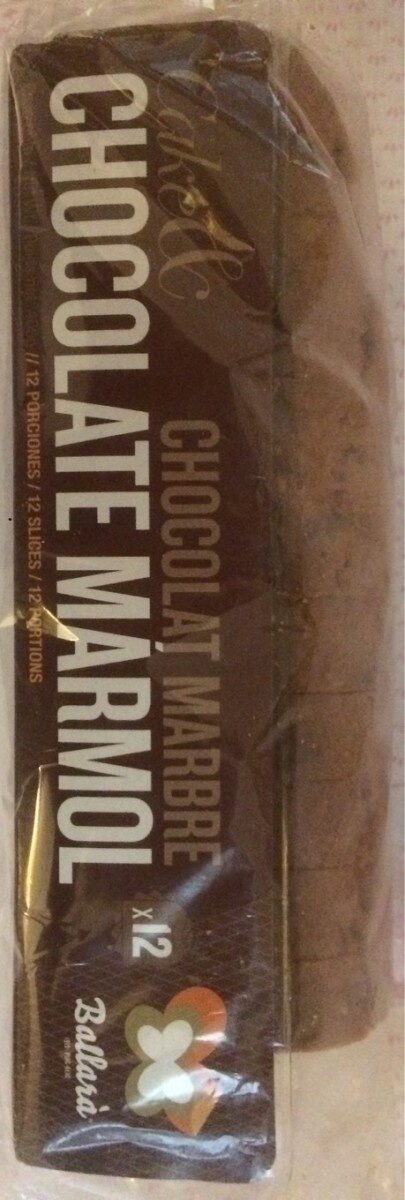 Cake&
CHOCOLAT MARBRE
CHOCOLATE MÁRMOL
// 12 PORCIONES / 12 SLICES / 12 PORTIONS
x12
Ballarà